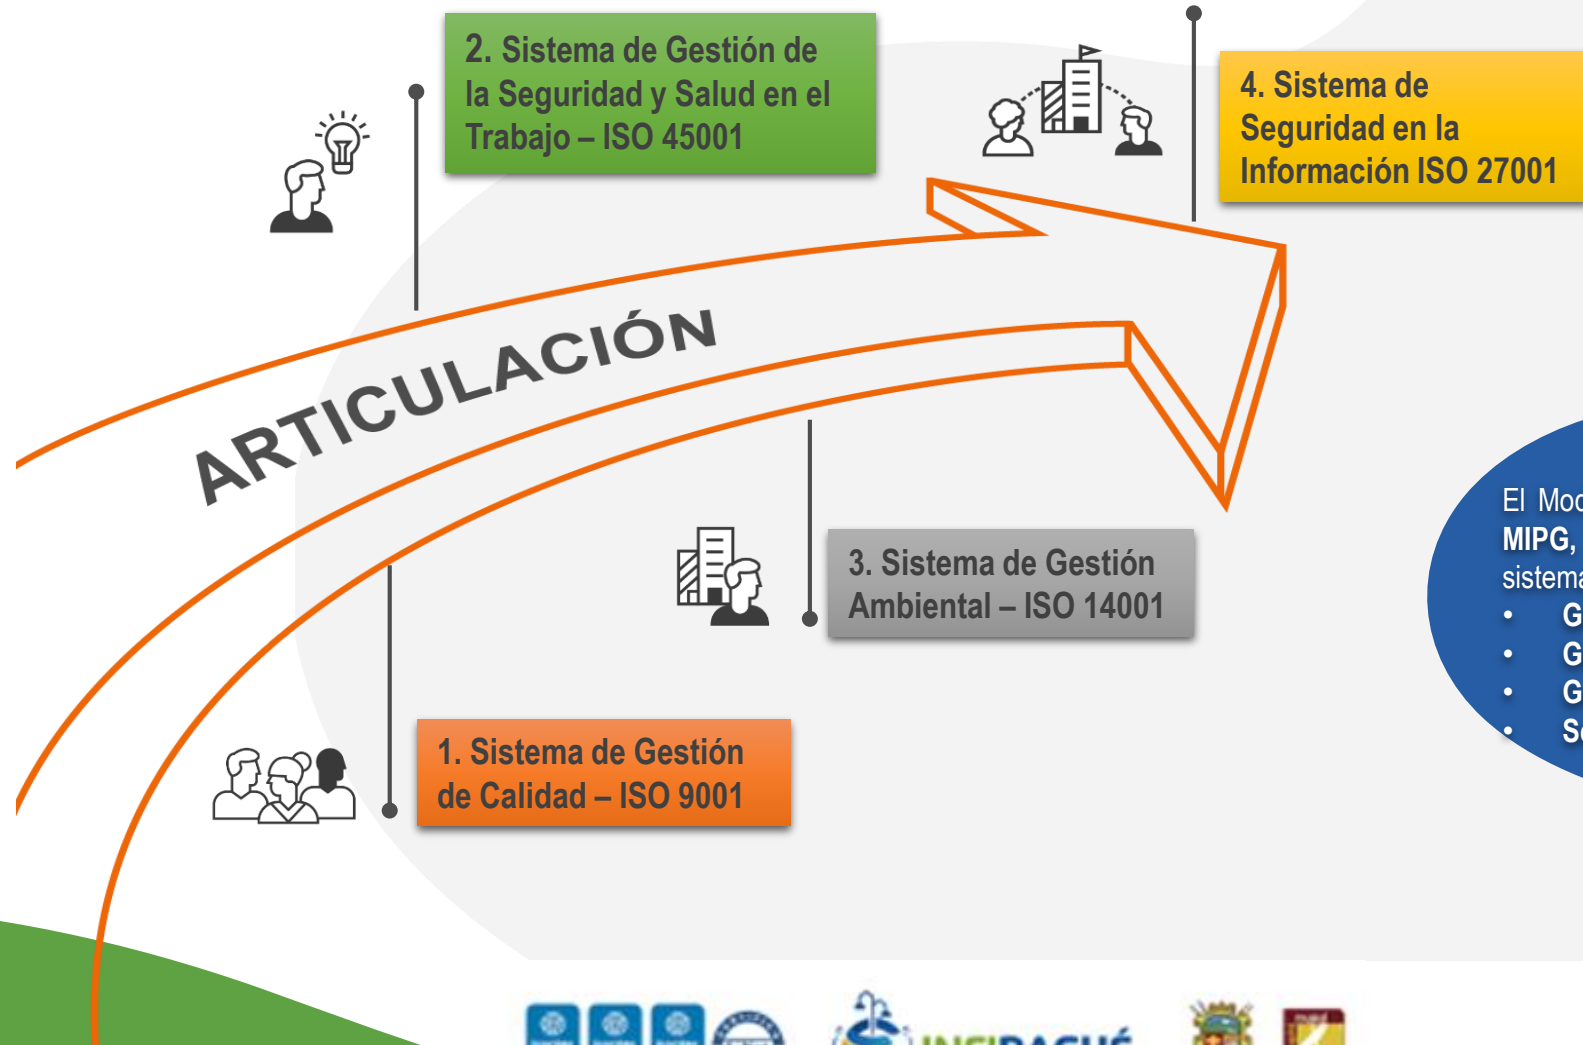 2. Sistema de Gestión de
la Seguridad y Salud en el
Trabajo – ISO 45001
4. Sistema de
Seguridad en la
Información ISO 27001
ARTICULACIÓN
3. Sistema de Gestión
Ambiental – ISO 14001
1. Sistema de Gestión
de Calidad – ISO 9001
El
MIPG,
•
•
•
•